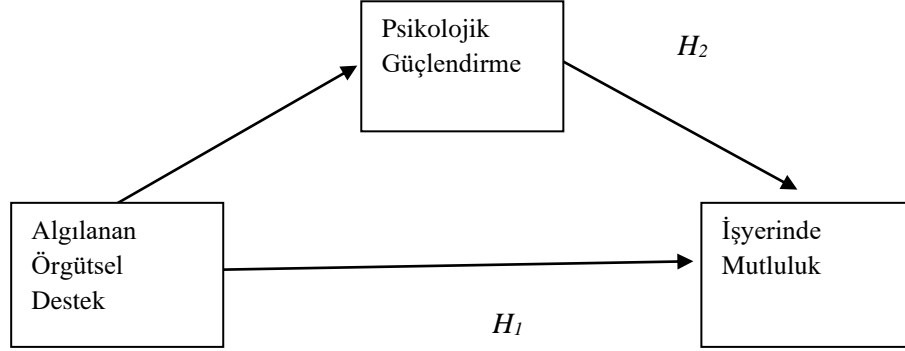 Psikolojik
Güçlendirme
H2
Algılanan
Örgütsel
Destek
İşyerinde
Mutluluk
H1